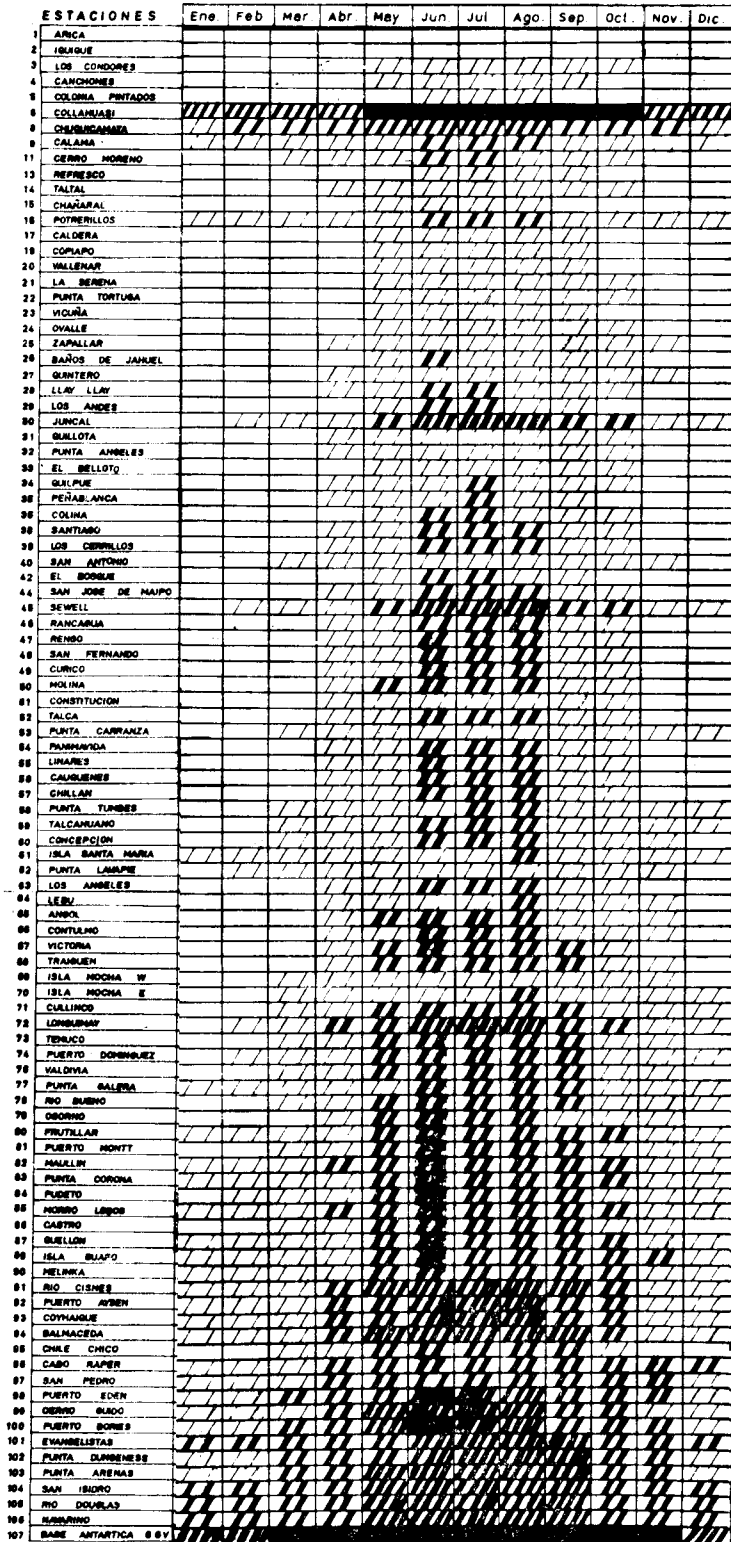 ESTACIONES Ene. Feb Mar. Abr. May Jun. Jul Ago. Sep. Oct. Nov. Dic.
1 ARICA
2 IQUIQUE
3 LOS CONDORES
4 CANCHONES
5 COLONIA PINTADOS
6 COLLAHUASI
8 CHUQUICAMATA
9 CALAMA
11 CERRO MORENO
13 REFRESCO
14 TALTAL
15 CHAÑARAL
16 POTRERILLOS
17 CALDERA
19 COPIAPO
20 VALLENAR
21 LA SERENA
22 PUNTA TORTUGA
23 VICUÑA
24 OVALLE
25 ZAPALLAR
26 BAÑOS DE JAHUEL
27 QUINTERO
28 LLAY LLAY
29 LOS ANDES
30 JUNCAL
31 QUILLOTA
32 PUNTA ANGELES
33 EL BELLOTO
34 QUILPUE
35 PEÑABLANCA
36 COLINA
38 SANTIAGO
39 LOS CERRILLOS
40 SAN ANTONIO
42 EL BOSQUE
44 SAN JOSE DE MAIPO
45 SEWELL
46 RANCAGUA
47 RENGO
48 SAN FERNANDO
49 CURICO
50 MOLINA
51 CONSTITUCION
52 TALCA
53 PUNTA CARRANZA
54 PANIMAVIDA
55 LINARES
56 CAUQUENES
57 CHILLAN
58 PUNTA TUMBES
59 TALCAHUANO
60 CONCEPCION
61 ISLA SANTA MARIA
62 PUNTA LAVAPIE
63 LOS ANGELES
64 LEBU
65 ANGOL
66 CONTULMO
67 VICTORIA
68 TRAIGUEN
69 ISLA MOCHA W
70 ISLA MOCHA E
71 CULLINCO
72 LONQUIMAY
73 TEMUCO
74 PUERTO DOMINGUEZ
76 VALDIVIA
77 PUNTA GALERA
78 RIO BUENO
79 OSORNO
80 FRUTILLAR
81 PUERTO MONTT
82 MAULLIN
83 PUNTA CORONA
84 PUDETO
85 MORRO LOBOS
86 CASTRO
87 QUELLON
89 ISLA GUAFO
90 MELINKA
91 RIO CISNES
92 PUERTO AYSEN
93 COYHAIQUE
94 BALMACEDA
95 CHILE CHICO
96 CABO RAPER
97 SAN PEDRO
98 PUERTO EDEN
99 CERRO GUIDO
100 PUERTO BORIES
101 EVANGELISTAS
102 PUNTA DUNGENESE
103 PUNTA ARENAS
104 SAN ISIDRO
105 RIO DOUGLAS
106 NAVARINO
107 BASE ANTARTICA G G V